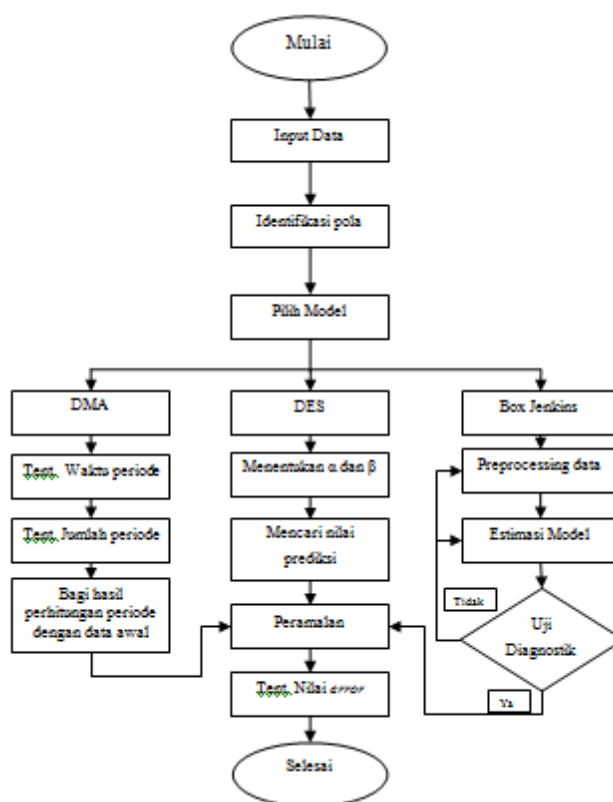 Mulai
Input Data
Identifikasi pola
Pilih Model
DMA
DES
Box Jenkins
Tent. Waktu periode
Menentukan α dan β
Preprocessing data
Tent. Jumlah periode
Mencari nilai
prediksi
Estimasi Model
Bagi hasil
perhitungan periode
dengan data awal
Peramalan
Tidak
Uji
Diagnostik
Tent. Nilai error
Ya
Selesai